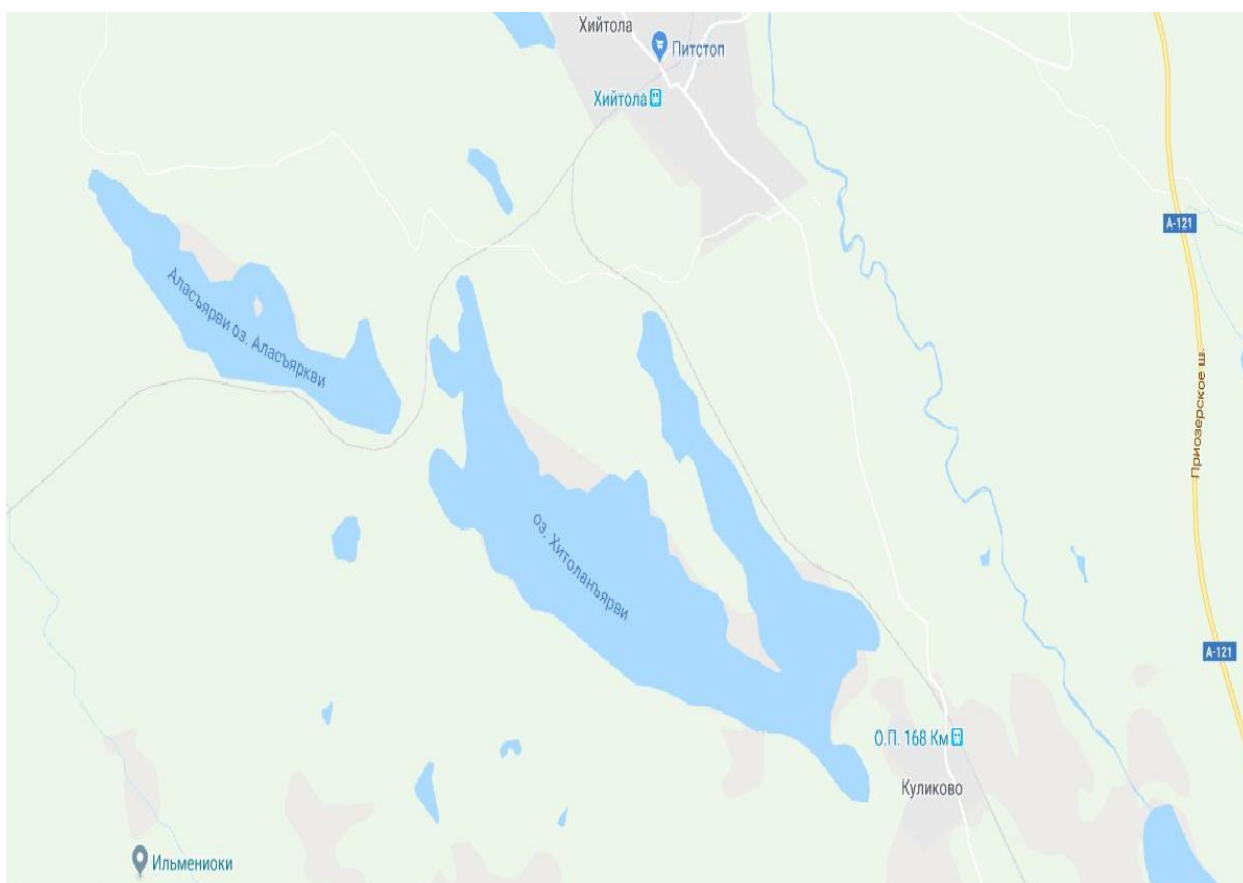 Хийтола
Питстоп
Хийтола
А-121
Аласъярви оз. Аласъяркви
Приозерское ш.
оз. Хитоланъярви
А-121
О.П. 168 Км
Куликово
Ильмениоки